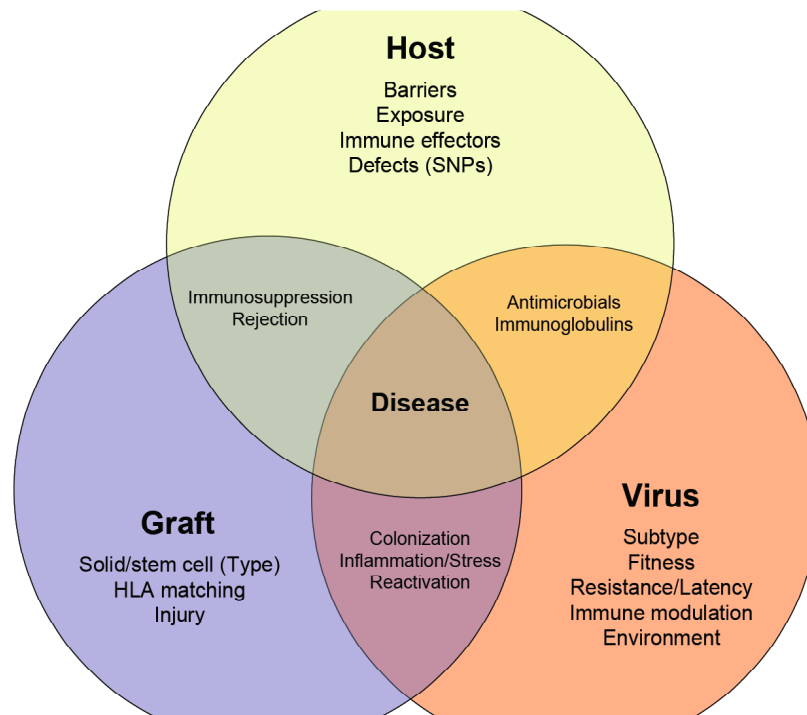 Host
Barriers
Exposure
Immune effectors
Defects (SNPs)
Immunosuppression
Rejection
Antimicrobials
Immunoglobulins
Disease
Graft
Solid/stem cell (Type)
HLA matching
Injury
Colonization
Inflammation/Stress
Reactivation
Virus
Subtype
Fitness
Resistance/Latency
Immune modulation
Environment